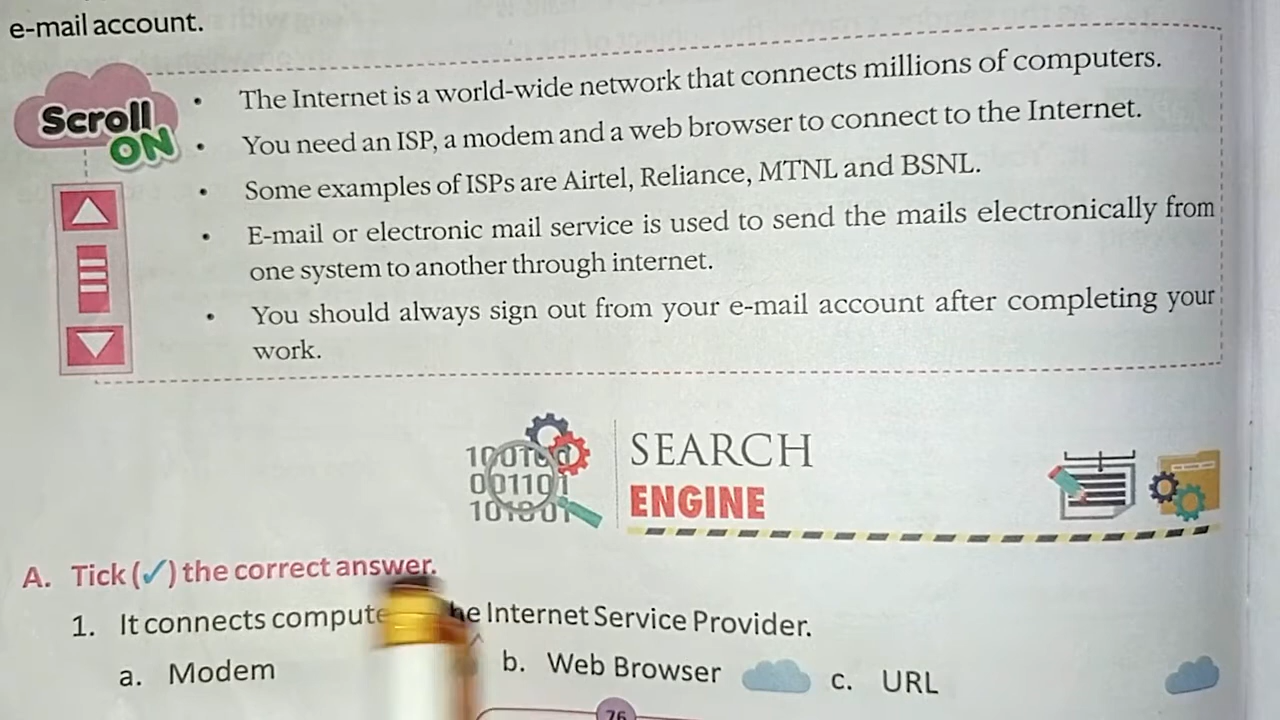 e-mail account.
Scroll
ON
• The Internet is a world-wide network that connects millions of computers.
• You need an ISP, a modem and a web browser to connect to the Internet.
• Some examples of ISPs are Airtel, Reliance, MTNL and BSNL.
• E-mail or electronic mail service is used to send the mails electronically from
one system to another through internet.
• You should always sign out from your e-mail account after completing your
work.
SEARCH
ENGINE
A. Tick (✓) the correct answer.
1. It connects Internet Service Provider.
a. Modem b. Web Browser c. URL
76